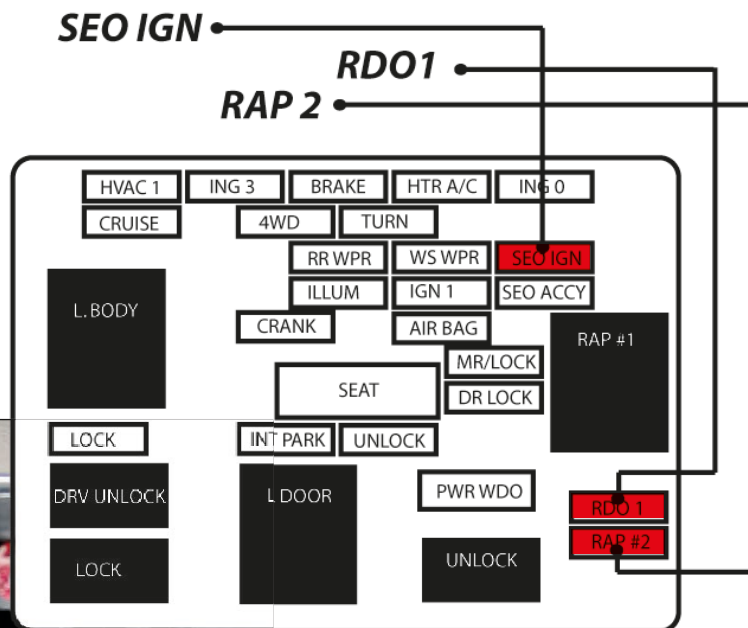 SEO IGN
RDO1
RAP 2
HVAC 1 ING 3 BRAKE HTR A/C ING 0
CRUISE 4WD TURN
RR WPR WS WPR SEO IGN
ILLUM IGN 1 SEO ACCY
L.BODY
CRANK AIR BAG
RAP #1
MR/LOCK
SEAT
DR LOCK
LOCK INT PARK UNLOCK
DRV UNLOCK L DOOR PWR WDO
RDO 1
RAP #2
LOCK UNLOCK